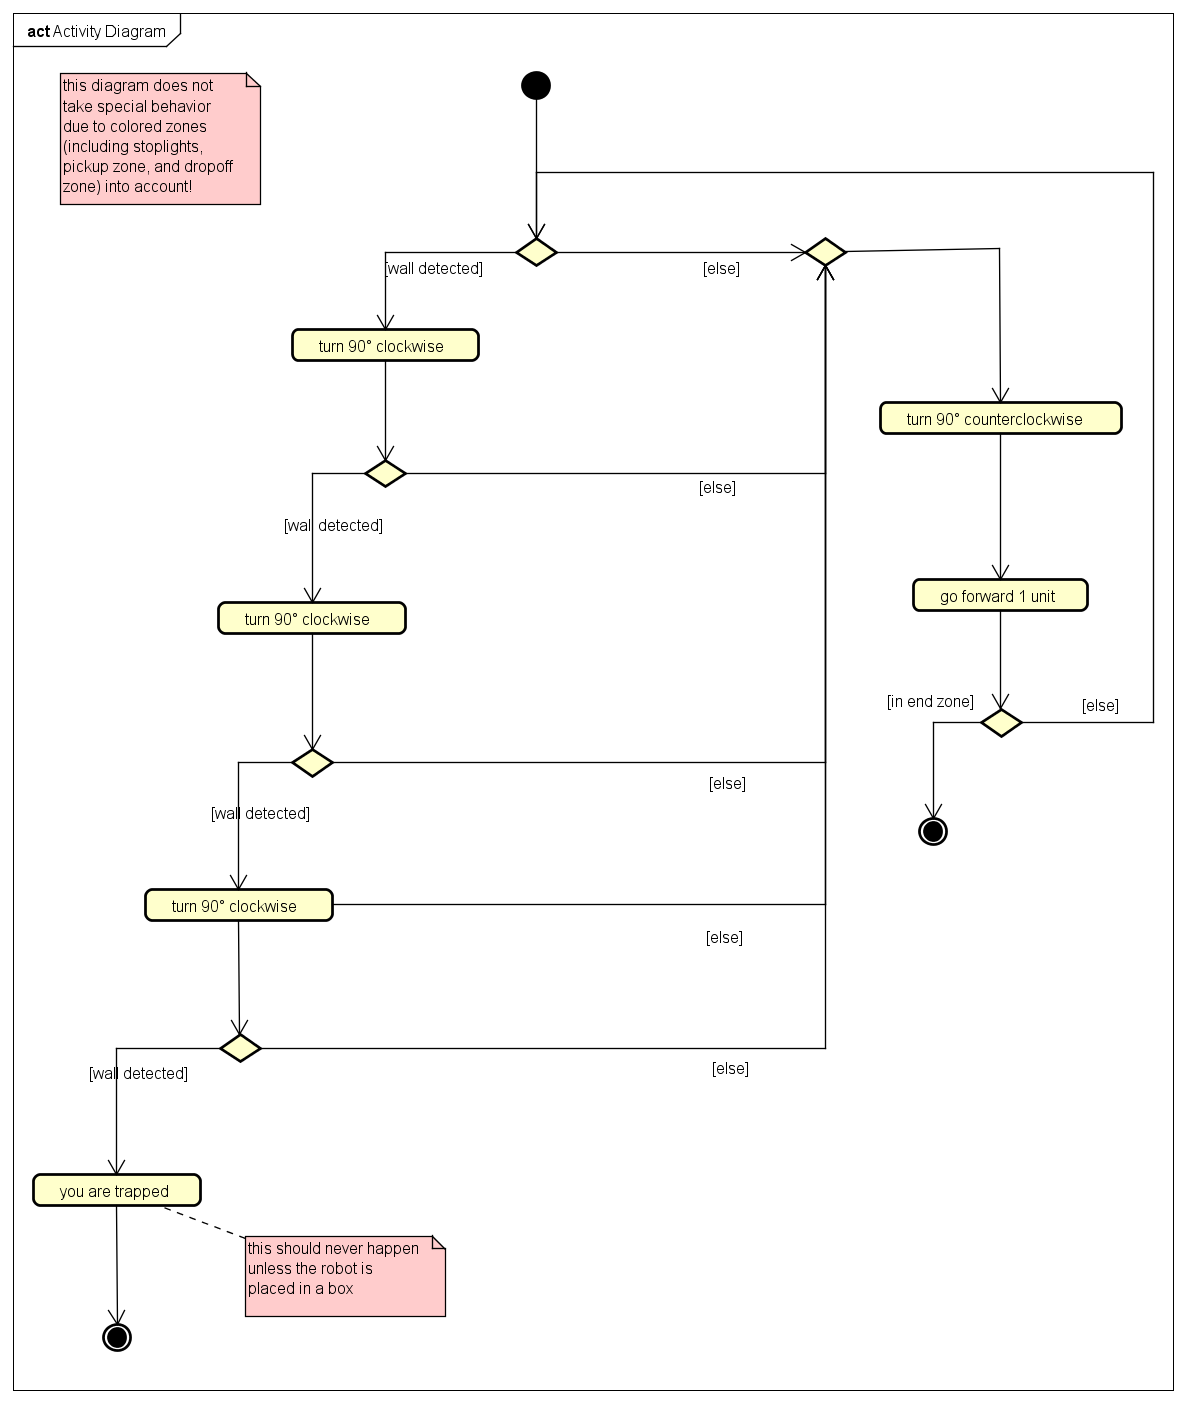 act Activity Diagram
this diagram does not
take special behavior
due to colored zones
(including stoplights,
pickup zone, and dropoff
zone) into account!
[wall detected]
[else]
turn 90° clockwise
turn 90° counterclockwise
[else]
[wall detected]
go forward 1 unit
turn 90° clockwise
[in end zone]
[else]
[else]
[wall detected]
turn 90° clockwise
[else]
[else]
[wall detected]
you are trapped
this should never happen
unless the robot is
placed in a box